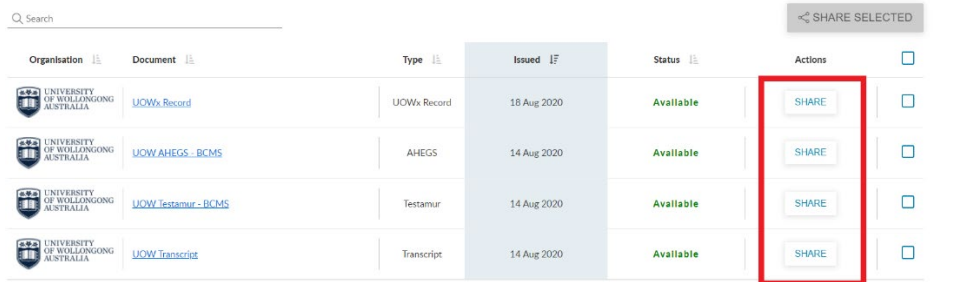 Search
SHARE SELECTED
Organisation Document Type Issued Status Actions
UNIVERSITY
OF WOLLONGONG
AUSTRALIA
UOWx Record UOWx Record 18 Aug 2020 Available SHARE
UNIVERSITY
OF WOLLONGONG
AUSTRALIA
UOW AHEGS - BCMS AHEGS 14 Aug 2020 Available SHARE
UNIVERSITY
OF WOLLONGONG
AUSTRALIA
UOW Testamur - BCMS Testamur 14 Aug 2020 Available SHARE
UNIVERSITY
OF WOLLONGONG
AUSTRALIA
UOW Transcript Transcript 14 Aug 2020 Available SHARE